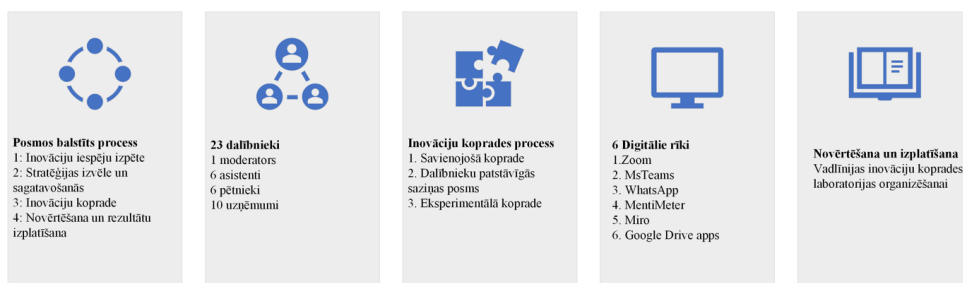 Posmos balstīts process
1: Inovāciju iespēju izpēte
2: Stratēģijas izvēle un
sagatavošanās
3: Inovāciju koprade
4: Novērtēšana un rezultātu
izplatīšana
23 dalībnieki
1 moderators
6 asistenti
6 pētnieki
10 uzņēmumi
Inovāciju koprades process
1. Savienojošā koprade
2. Dalībnieku patstāvīgās
saziņas posms
3. Eksperimentālā koprade
6 Digitālie rīki
1.Zoom
2. MsTeams
3. WhatsApp
4. MentiMeter
5. Miro
6. Google Drive apps
Novērtēšana un izplatīšana
Vadlīnijas inovāciju koprades
laboratorijas organizēšanai